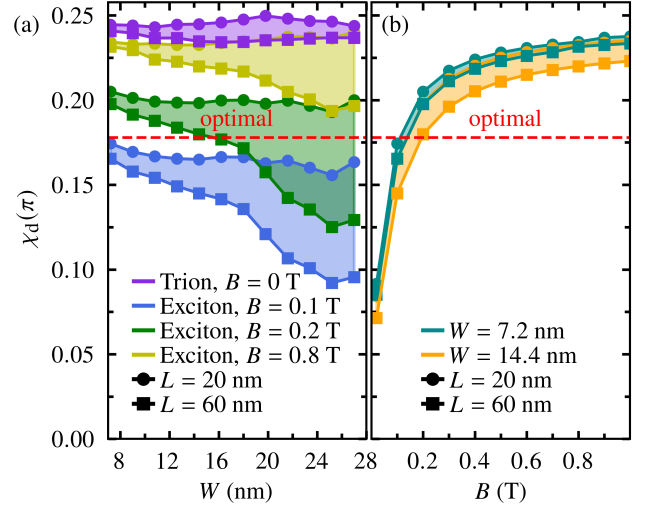 (a)
(b)
0.25
0.20
0.15
0.10
0.05
0.00
χd(π)
optimal
optimal
Trion, B = 0 T
Exciton, B = 0.1 T
Exciton, B = 0.2 T
Exciton, B = 0.8 T
L = 20 nm
L = 60 nm
W = 7.2 nm
W = 14.4 nm
L = 20 nm
L = 60 nm
8 12 16 20 24 28
0.2 0.4 0.6 0.8
W (nm)
B (T)